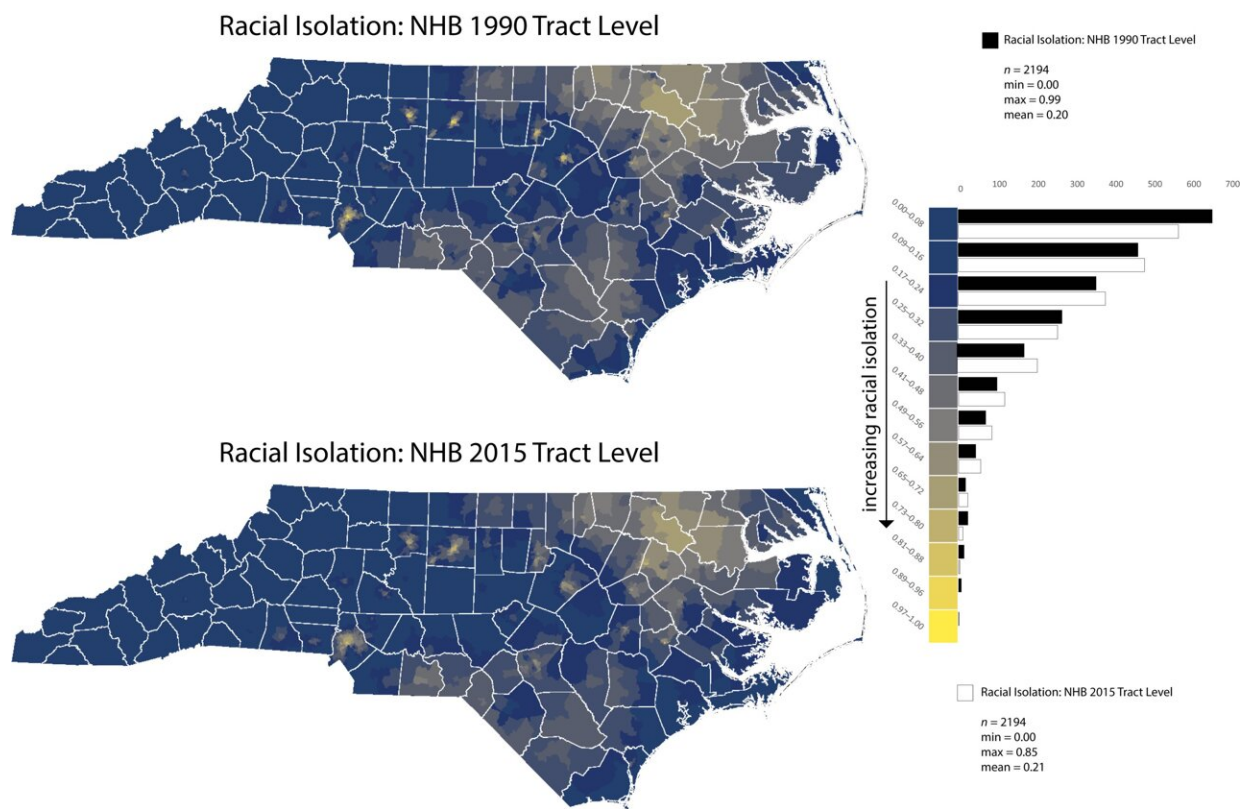 Racial Isolation: NHB 1990 Tract Level
Racial Isolation: NHB 1990 Tract Level
n = 2194
min = 0.00
max = 0.99
mean = 0.20
0 100 200 300 400 500 600 700
0.00–0.08
0.09–0.16
0.17–0.24
0.25–0.32
0.33–0.40
0.41–0.48
0.49–0.56
0.57–0.64
0.65–0.72
0.73–0.80
0.81–0.88
0.89–0.96
0.97–1.00
increasing racial isolation
Racial Isolation: NHB 2015 Tract Level
Racial Isolation: NHB 2015 Tract Level
n = 2194
min = 0.00
max = 0.85
mean = 0.21